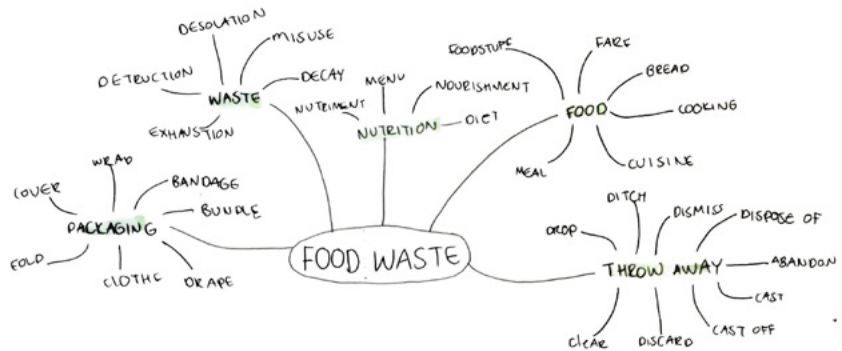 DESOLATION
MISUSE
DETRUCTION
DECAY
WASTE
EXHAUSTION
MENU
NUTRIMENT
NOURISHMENT
NUTRITION
DIET
FOODSTUFF
FARE
BREAD
FOOD
COOKING
MEAL
CUISINE
WRAP
COVER
BANDAGE
BUNDLE
PACKAGING
FOLD
CLOTHE
DRAPE
FOOD WASTE
DITCH
DROP
DISMISS
DISPOSE OF
THROW AWAY
ABANDON
CAST
CAST OFF
CLEAR
DISCARD